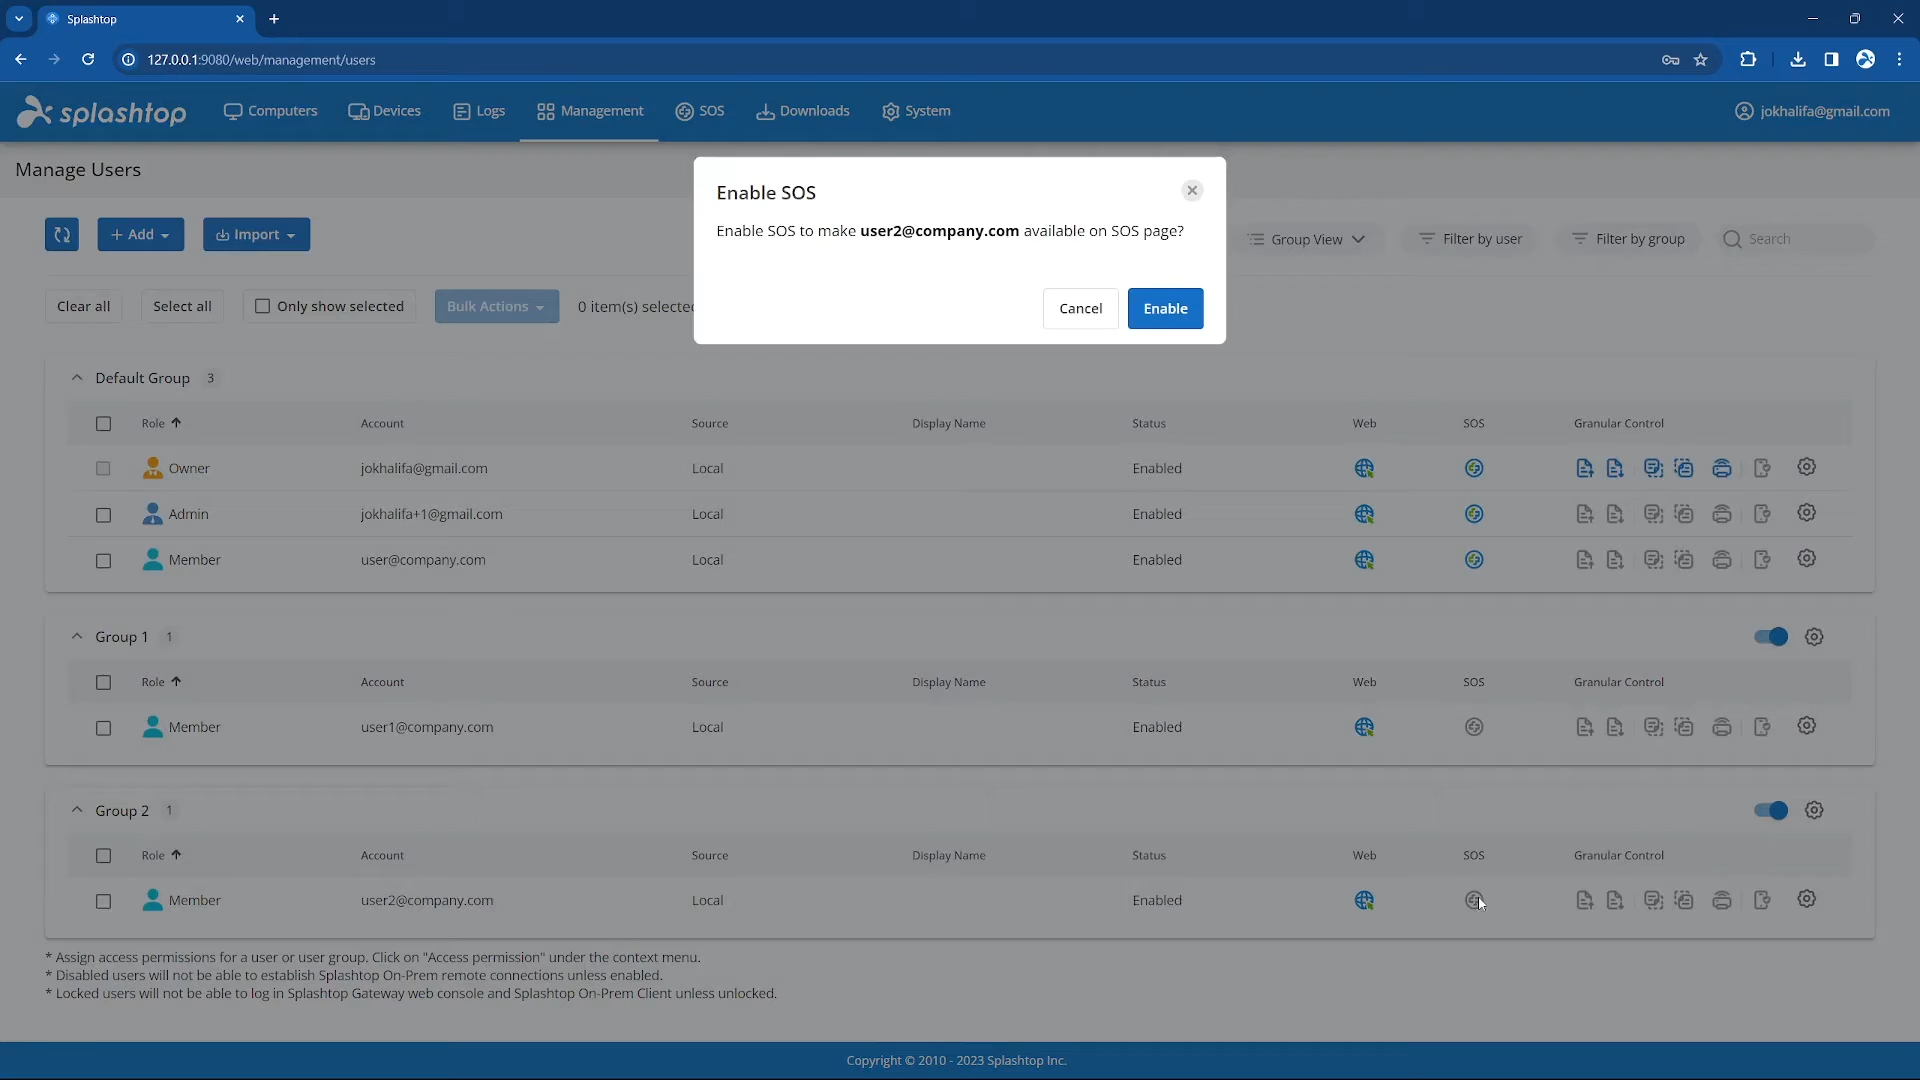 Splashtop
127.0.0.1:9080/web/management/users
splashtop
Computers
Devices
Logs
Management
SOS
Downloads
System
jokhalifa@gmail.com
Manage Users
Enable SOS
Enable SOS to make user2@company.com available on SOS page?
Cancel
Enable
+ Add
Import
Group View
Filter by user
Filter by group
Search
Clear all
Select all
Only show selected
Bulk Actions
0 item(s) selected
Default Group 3
Role Account Source Display Name Status Web SOS Granular Control
Owner jokhalifa@gmail.com Local Enabled
Admin jokhalifa+1@gmail.com Local Enabled
Member user@company.com Local Enabled
Group 1 1
Role Account Source Display Name Status Web SOS Granular Control
Member user1@company.com Local Enabled
Group 2 1
Role Account Source Display Name Status Web SOS Granular Control
Member user2@company.com Local Enabled
* Assign access permissions for a user or user group. Click on "Access permission" under the context menu.
* Disabled users will not be able to establish Splashtop On-Prem remote connections unless enabled.
* Locked users will not be able to log in Splashtop Gateway web console and Splashtop On-Prem Client unless unlocked.
Copyright © 2010 - 2023 Splashtop Inc.